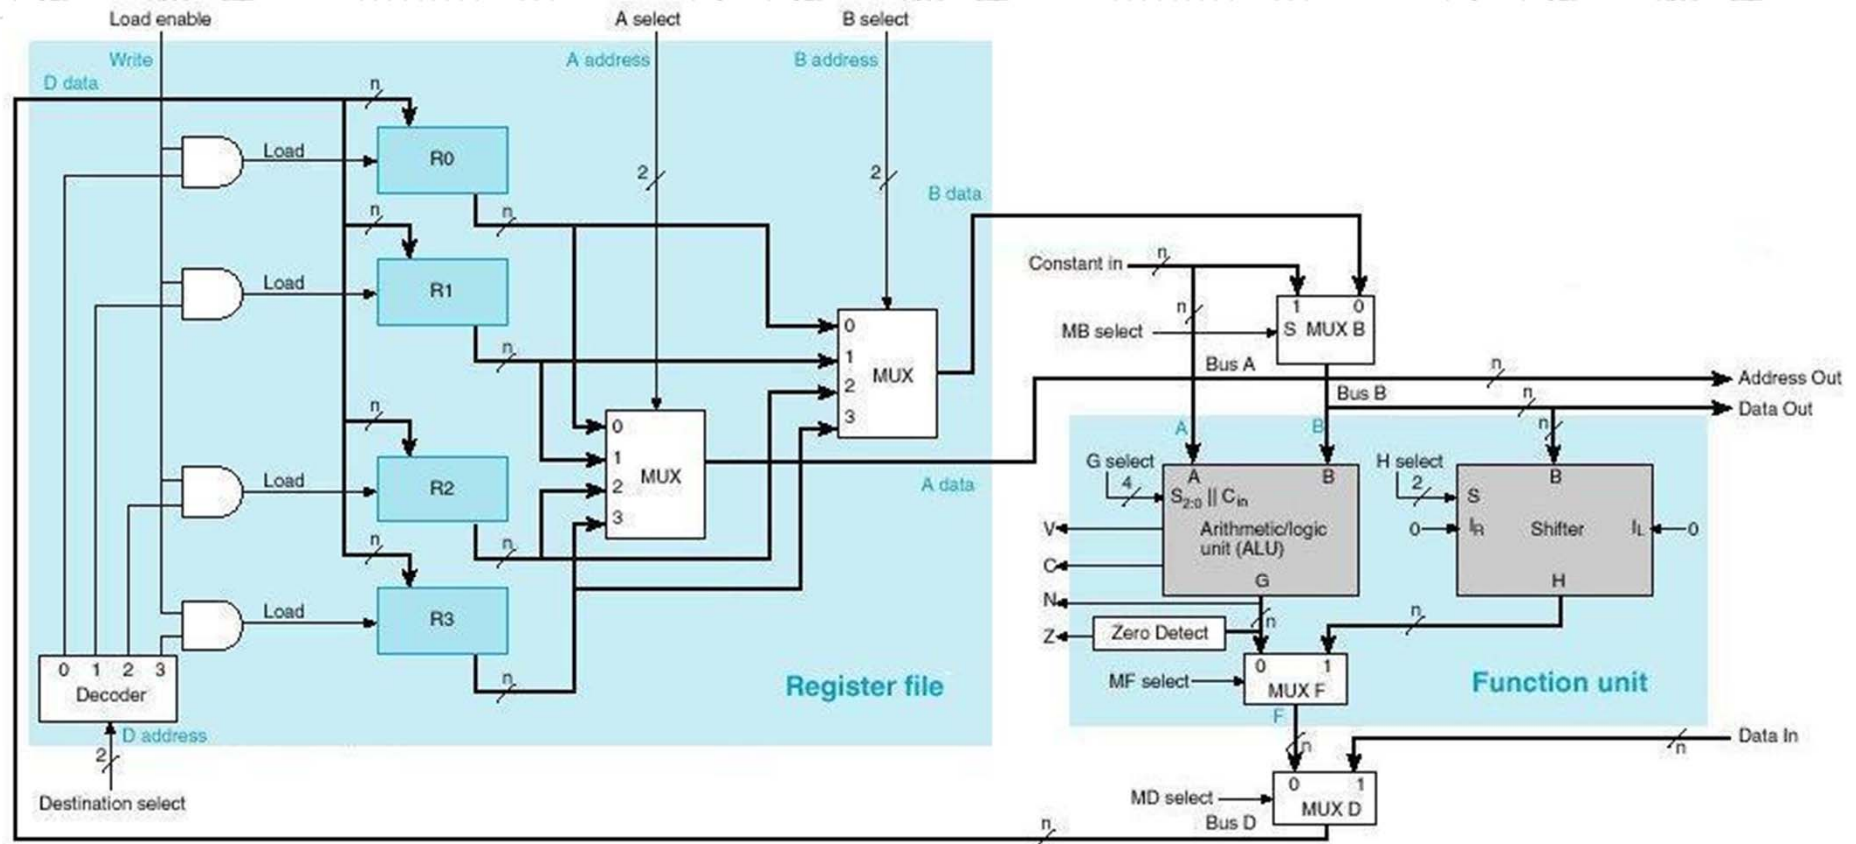 Load enable
A select
B select
Write
A address
B address
D data
n
Load
R0
2
2
B data
n
n
Constant in
n
Load
R1
n
1 0
MB select
S MUX B
n
0
1
2
3
MUX
Bus A
n
Address Out
Bus B
n
Data Out
n
0
1
2
3
MUX
A
B
n
G select
4
H select
2
A
B
B
S2:0 || Cin
S
Load
R2
A data
V
Arithmetic/logic
unit (ALU)
0
IR
Shifter
IL
0
n
n
C
G
H
N
n
n
Load
R3
Z
Zero Detect
0 1 2 3
Decoder
n
Register file
0 1
MF select
MUX F
Function unit
F
D address
2
n
n
Data In
Destination select
0 1
MD select
MUX D
n
Bus D